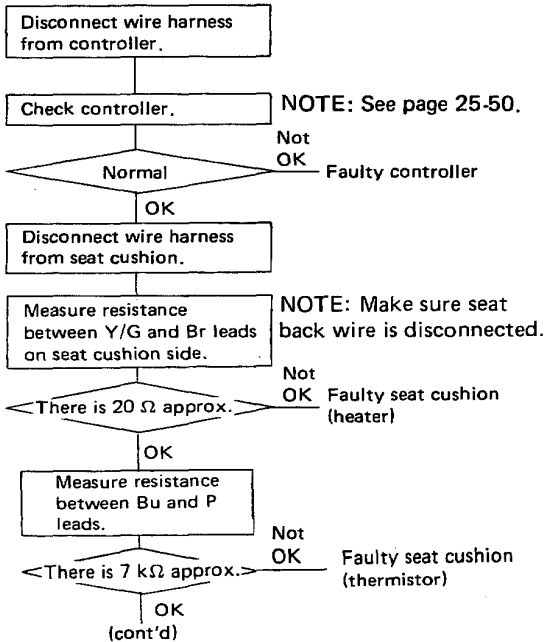 Disconnect wire harness
from controller.
Check controller.
NOTE: See page 25-50.
Normal
Not
OK
Faulty controller
OK
Disconnect wire harness
from seat cushion.
Measure resistance
between Y/G and Br leads
on seat cushion side.
NOTE: Make sure seat
back wire is disconnected.
There is 20 Ω approx.
Not
OK
Faulty seat cushion
(heater)
OK
Measure resistance
between Bu and P
leads.
There is 7 kΩ approx.
Not
OK
Faulty seat cushion
(thermistor)
OK
(cont'd)